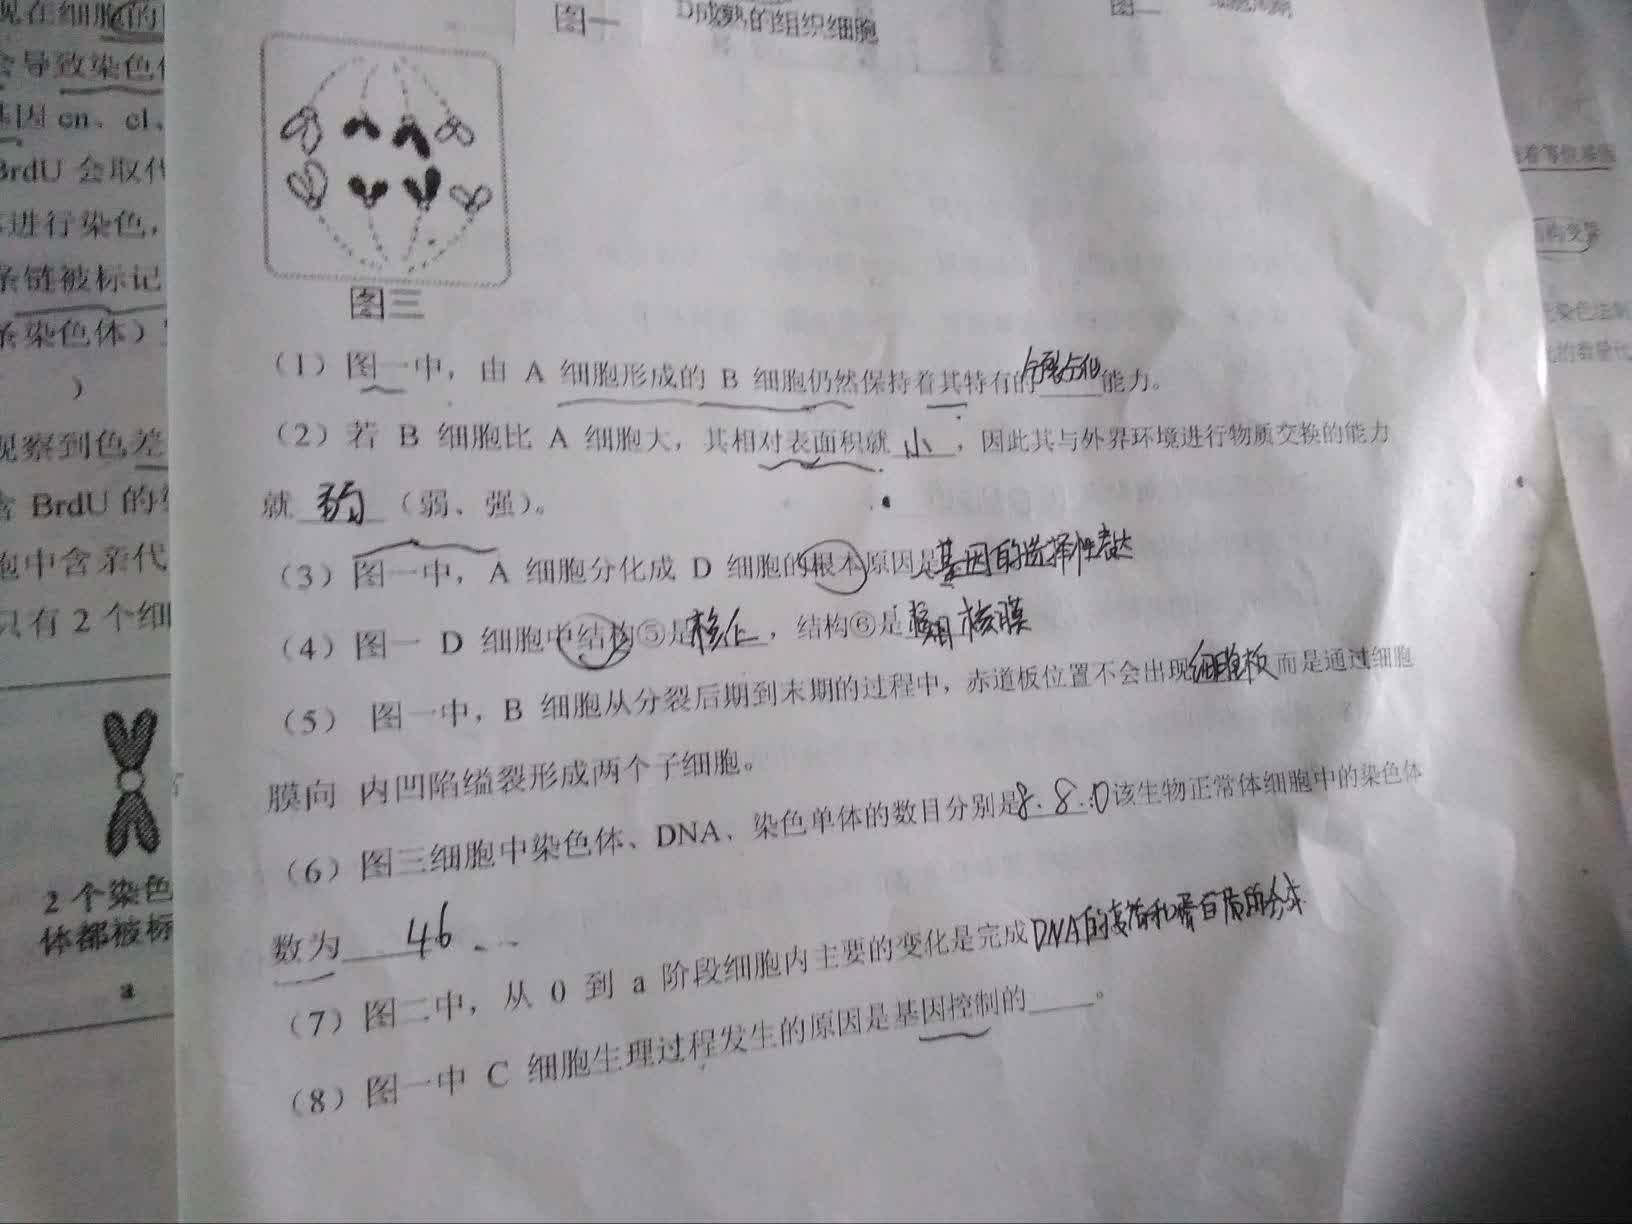 现在细胞的
会导致染色体
基因 cn、cl、
BrdU 会取代
进行染色，
条链被标记
条染色体）
）
观察到色差
含 BrdU 的
胞中含亲代
只有 2 个细
2 个染色
体都被标
a
图一
D成熟的组织细胞
图二
图三
（1）图一中，由 A 细胞形成的 B 细胞仍然保持着其特有的分裂分化能力。
（2）若 B 细胞比 A 细胞大，其相对表面积就 小 ，因此其与外界环境进行物质交换的能力
就 弱 （弱、强）。
（3）图一中，A 细胞分化成 D 细胞的根本原因是基因的选择性表达
（4）图一 D 细胞中结构⑤是核仁，结构⑥是核膜
（5） 图一中，B 细胞从分裂后期到末期的过程中，赤道板位置不会出现细胞板而是通过细胞
膜向 内凹陷缢裂形成两个子细胞。
（6）图三细胞中染色体、DNA、染色单体的数目分别是8.8.0该生物正常体细胞中的染色体
数为 46
（7）图二中，从 0 到 a 阶段细胞内主要的变化是完成DNA的复制和蛋白质的合成
（8）图一中 C 细胞生理过程发生的原因是基因控制的____。